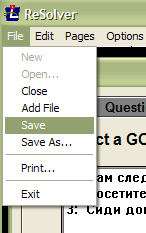 ReSolver
File Edit Pages Options
New
Open...
Close
Add File
Save
Save As...
Print...
Exit
Questi
ct a GO
ам след
посетите
3: Сиди до